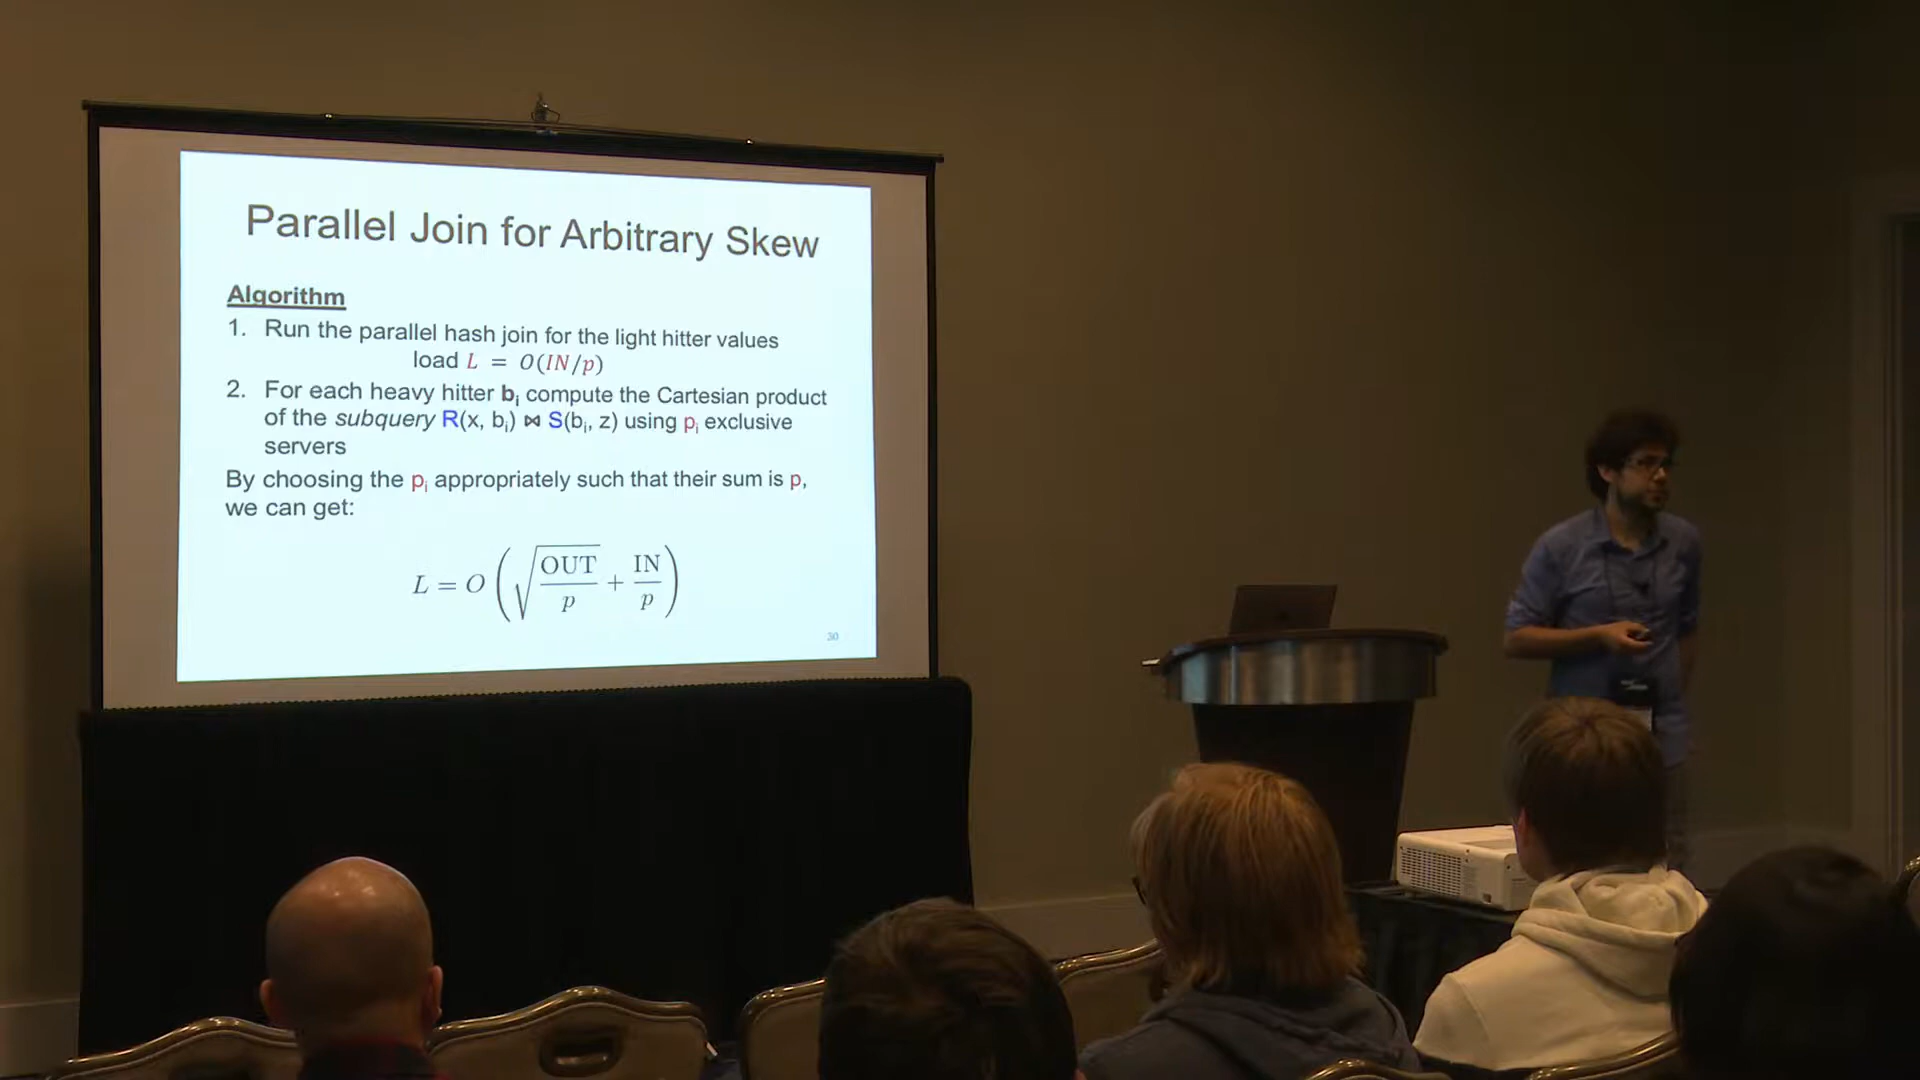 Parallel Join for Arbitrary Skew
Algorithm
1. Run the parallel hash join for the light hitter values
load L = O(IN/p)
2. For each heavy hitter bᵢ compute the Cartesian product
of the subquery R(x, bᵢ) ⋈ S(bᵢ, z) using pᵢ exclusive
servers
By choosing the pᵢ appropriately such that their sum is p,
we can get:
L = O(√(OUT/p) + IN/p)
30